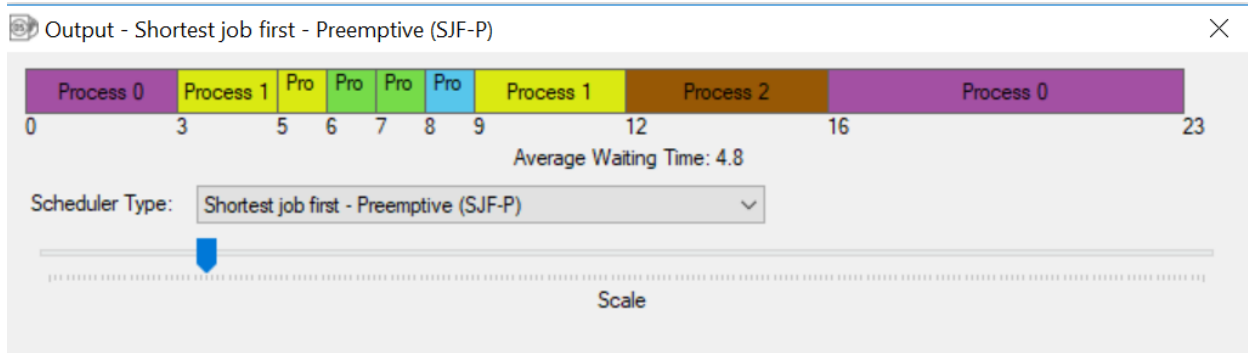 Output - Shortest job first - Preemptive (SJF-P)
Process 0 Process 1 Pro Pro Pro Pro Process 1 Process 2 Process 0
0 3 5 6 7 8 9 12 16 23
Average Waiting Time: 4.8
Scheduler Type: Shortest job first - Preemptive (SJF-P)
Scale